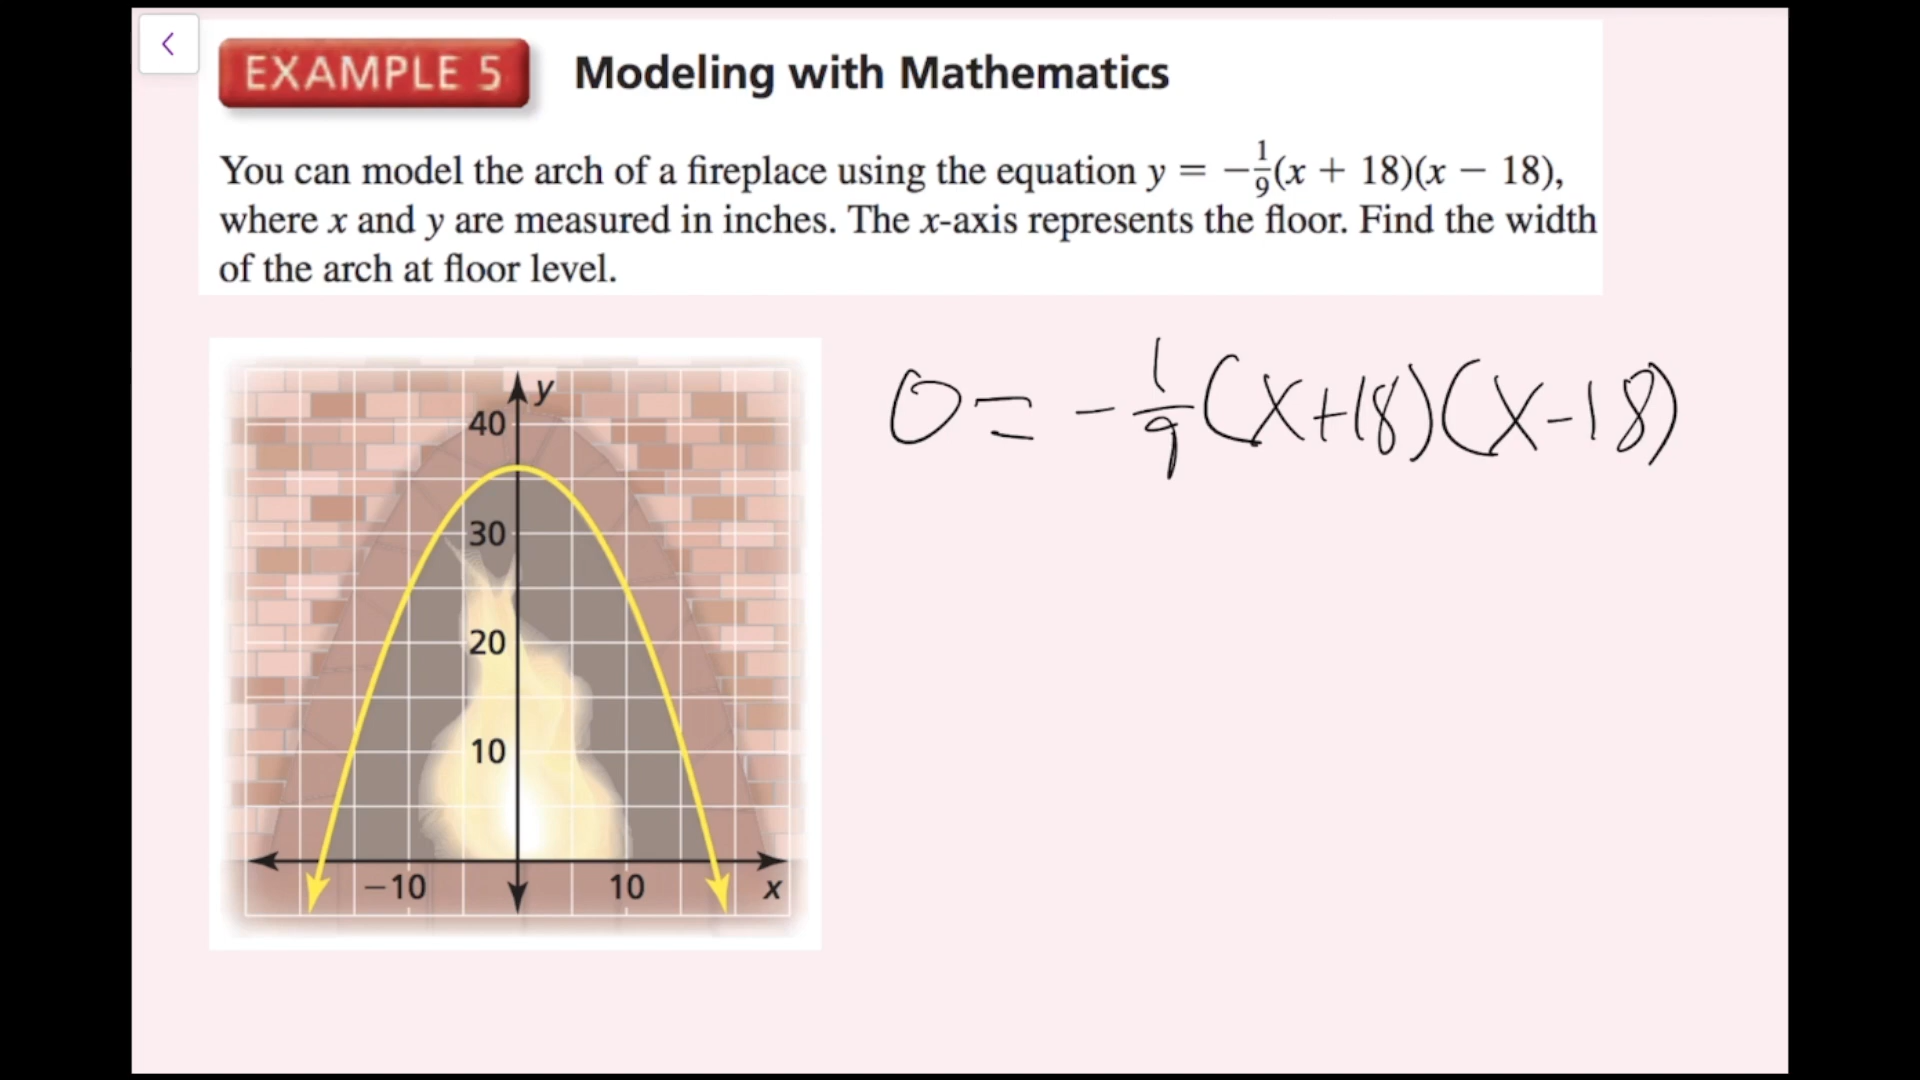 EXAMPLE 5 Modeling with Mathematics
You can model the arch of a fireplace using the equation y = −1/9(x + 18)(x − 18),
where x and y are measured in inches. The x-axis represents the floor. Find the width
of the arch at floor level.
0 = -1/9(x+18)(x-18)
y
40
30
20
10
−10 10 x